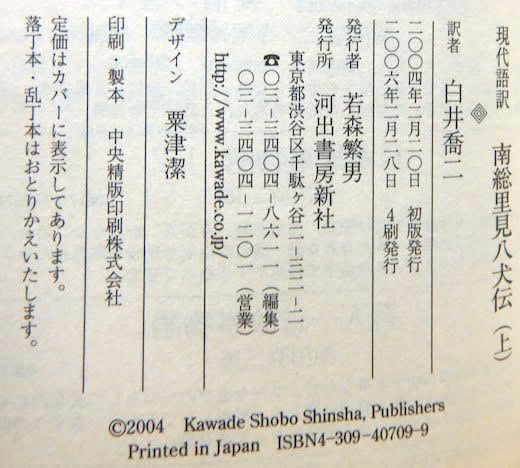 現代語訳 南総里見八犬伝（上）
訳者 白井喬二
二〇〇四年二月二〇日 初版発行
二〇〇六年二月二八日 4刷発行
発行者 若森繁男
発行所 河出書房新社
東京都渋谷区千駄ヶ谷二-三二-二
☎〇三-三四〇四-八六一一（編集）
〇三-三四〇四-一二〇一（営業）
http://www.kawade.co.jp/
デザイン 粟津潔
印刷・製本 中央精版印刷株式会社
定価はカバーに表示してあります。
落丁本・乱丁本はおとりかえいたします。
©2004 Kawade Shobo Shinsha, Publishers
Printed in Japan ISBN4-309-40709-9